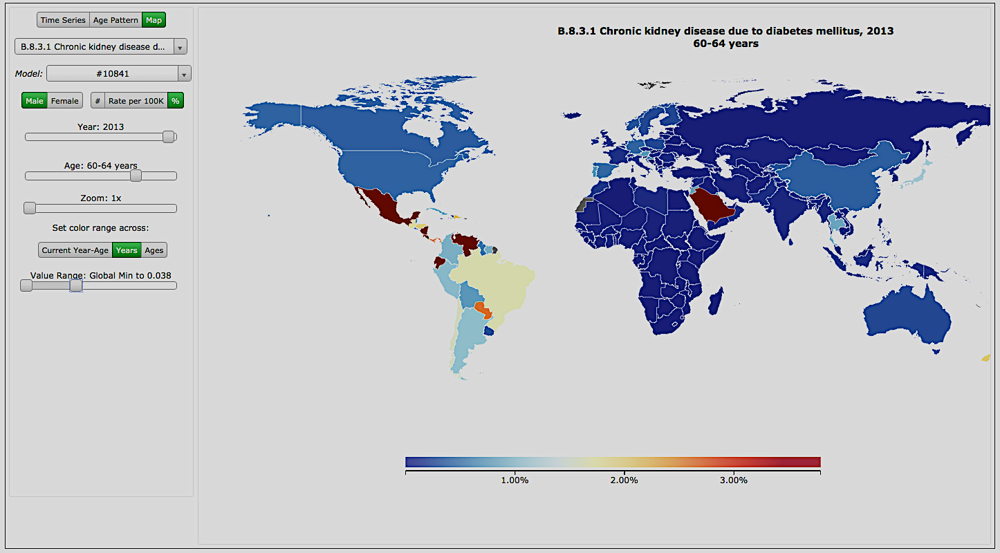 Time Series Age Pattern Map
B.8.3.1 Chronic kidney disease d...
Model: #10841
Male Female # Rate per 100K %
Year: 2013
Age: 60-64 years
Zoom: 1x
Set color range across:
Current Year-Age Years Ages
Value Range: Global Min to 0.038
B.8.3.1 Chronic kidney disease due to diabetes mellitus, 2013
60-64 years
1.00% 2.00% 3.00%